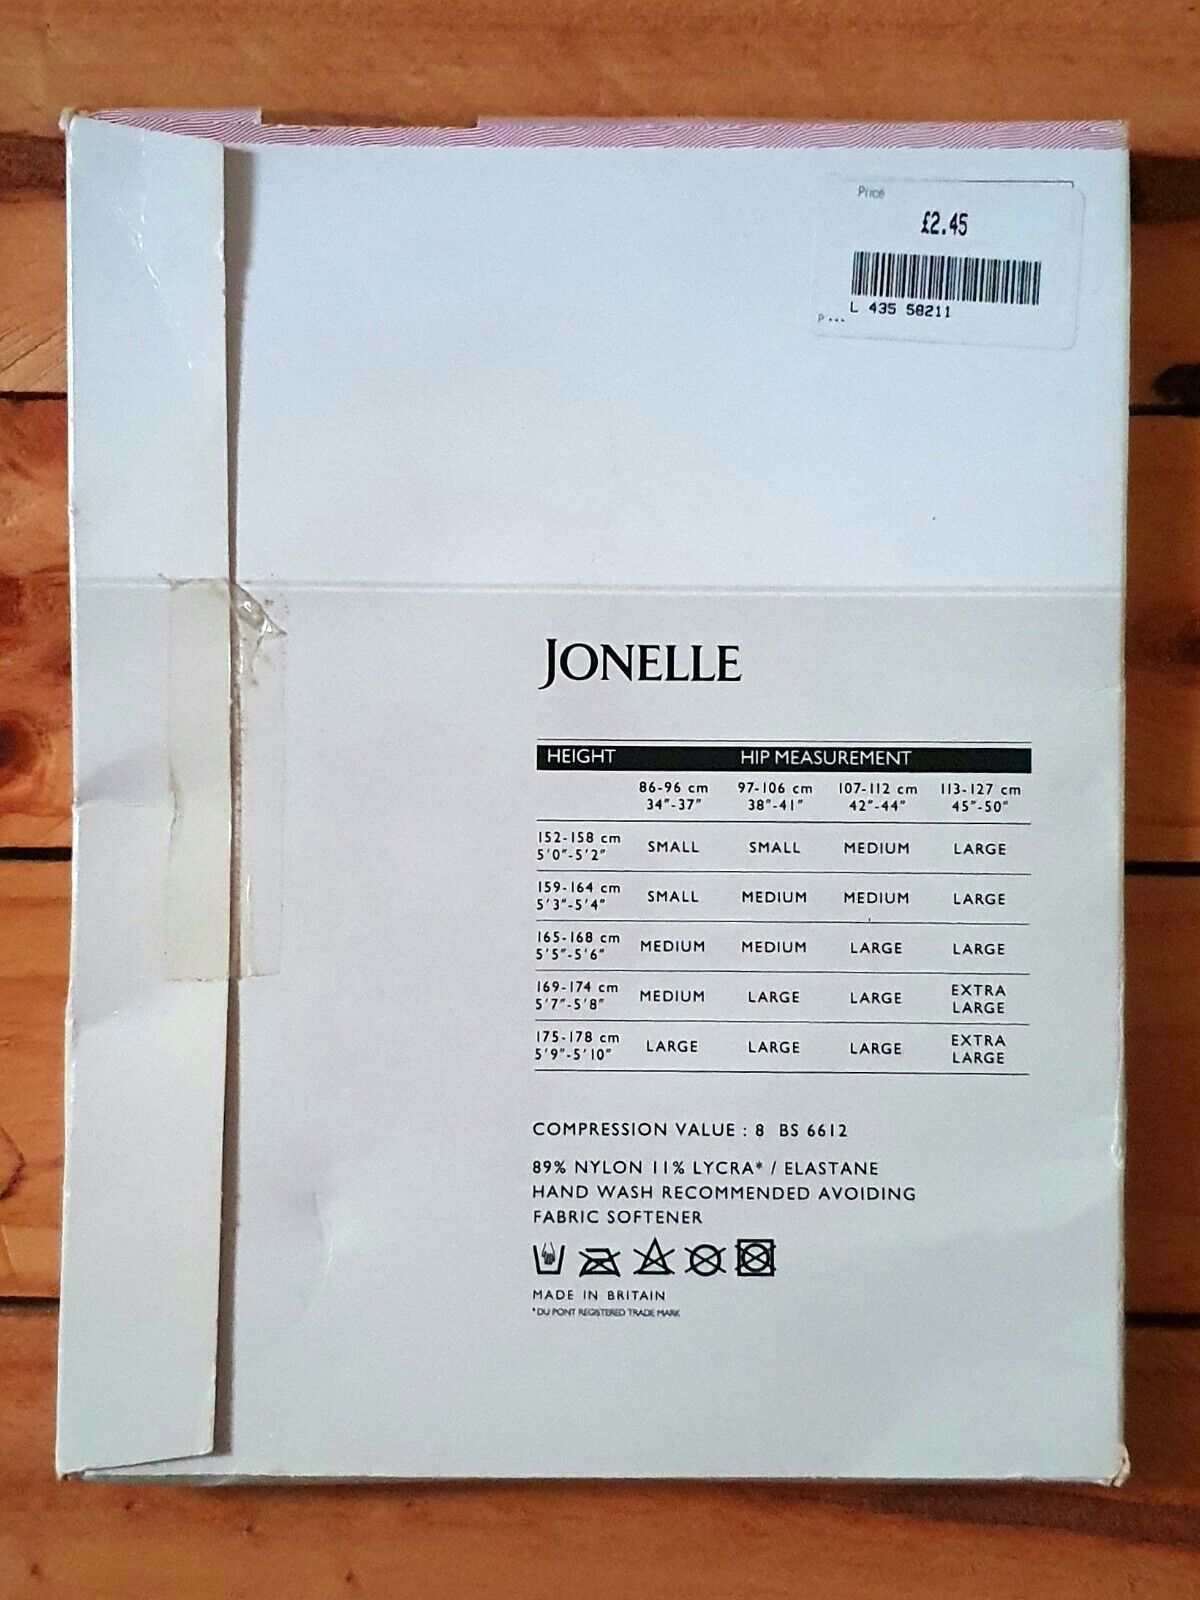 Price
£2.45
L 435 58211
P ...
JONELLE
HEIGHT HIP MEASUREMENT
86-96 cm 97-106 cm 107-112 cm 113-127 cm
34"-37" 38"-41" 42"-44" 45"-50"
152-158 cm SMALL SMALL MEDIUM LARGE
5'0"-5'2"
159-164 cm SMALL MEDIUM MEDIUM LARGE
5'3"-5'4"
165-168 cm MEDIUM MEDIUM LARGE LARGE
5'5"-5'6"
169-174 cm MEDIUM LARGE LARGE EXTRA
5'7"-5'8" LARGE
175-178 cm LARGE LARGE LARGE EXTRA
5'9"-5'10" LARGE
COMPRESSION VALUE : 8 BS 6612
89% NYLON 11% LYCRA* / ELASTANE
HAND WASH RECOMMENDED AVOIDING
FABRIC SOFTENER
MADE IN BRITAIN
*DU PONT REGISTERED TRADE MARK